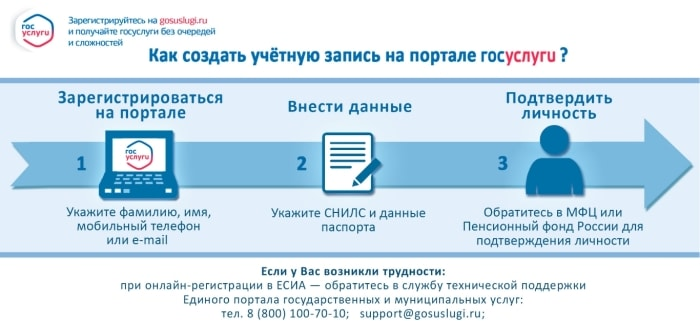 гос
услуги
Зарегистрируйтесь на gosuslugi.ru
и получайте госуслуги без очередей
и сложностей
Как создать учётную запись на портале госуслуги ?
Зарегистрироваться
на портале
1
гос
услуги
Укажите фамилию, имя,
мобильный телефон
или e-mail
Внести данные
2
Укажите СНИЛС и данные
паспорта
Подтвердить
личность
3
Обратитесь в МФЦ или
Пенсионный фонд России для
подтверждения личности
Если у Вас возникли трудности:
при онлайн-регистрации в ЕСИА — обратитесь в службу технической поддержки
Единого портала государственных и муниципальных услуг:
тел. 8 (800) 100-70-10; support@gosuslugi.ru;